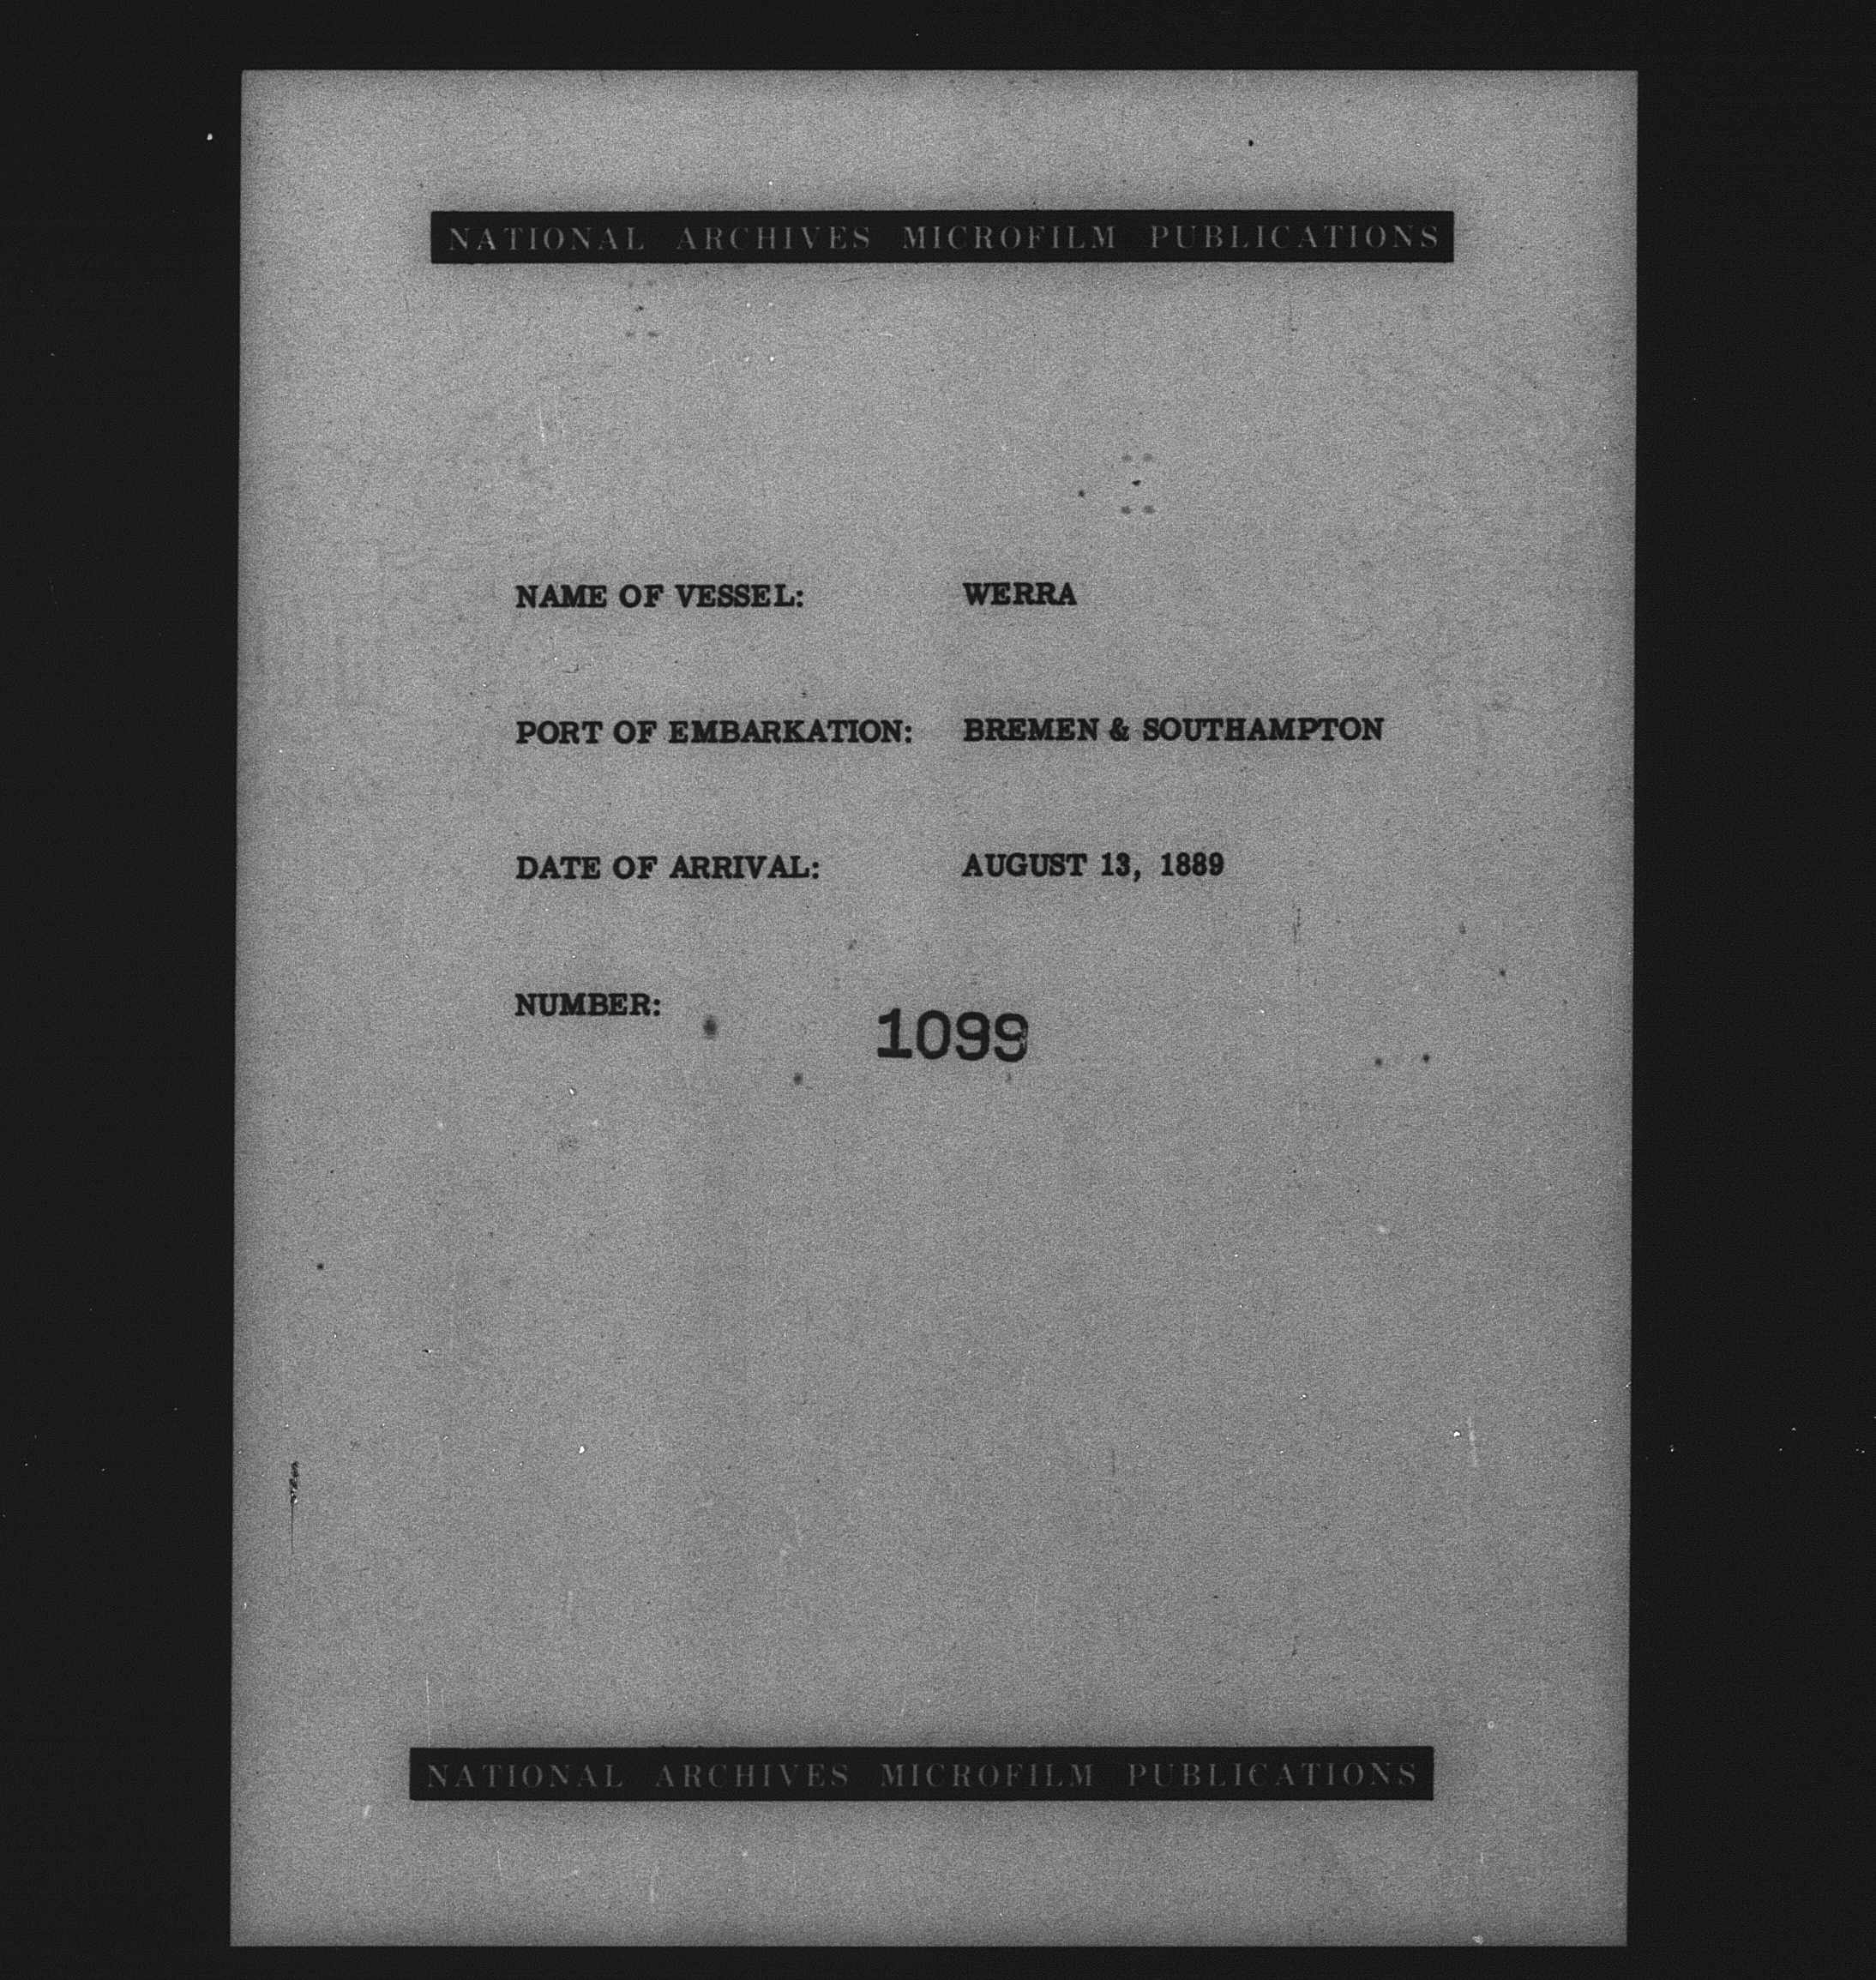 NATIONAL ARCHIVES MICROFILM PUBLICATIONS
NAME OF VESSEL: WERRA
PORT OF EMBARKATION: BREMEN & SOUTHAMPTON
DATE OF ARRIVAL: AUGUST 13, 1889
NUMBER: 1099
NATIONAL ARCHIVES MICROFILM PUBLICATIONS